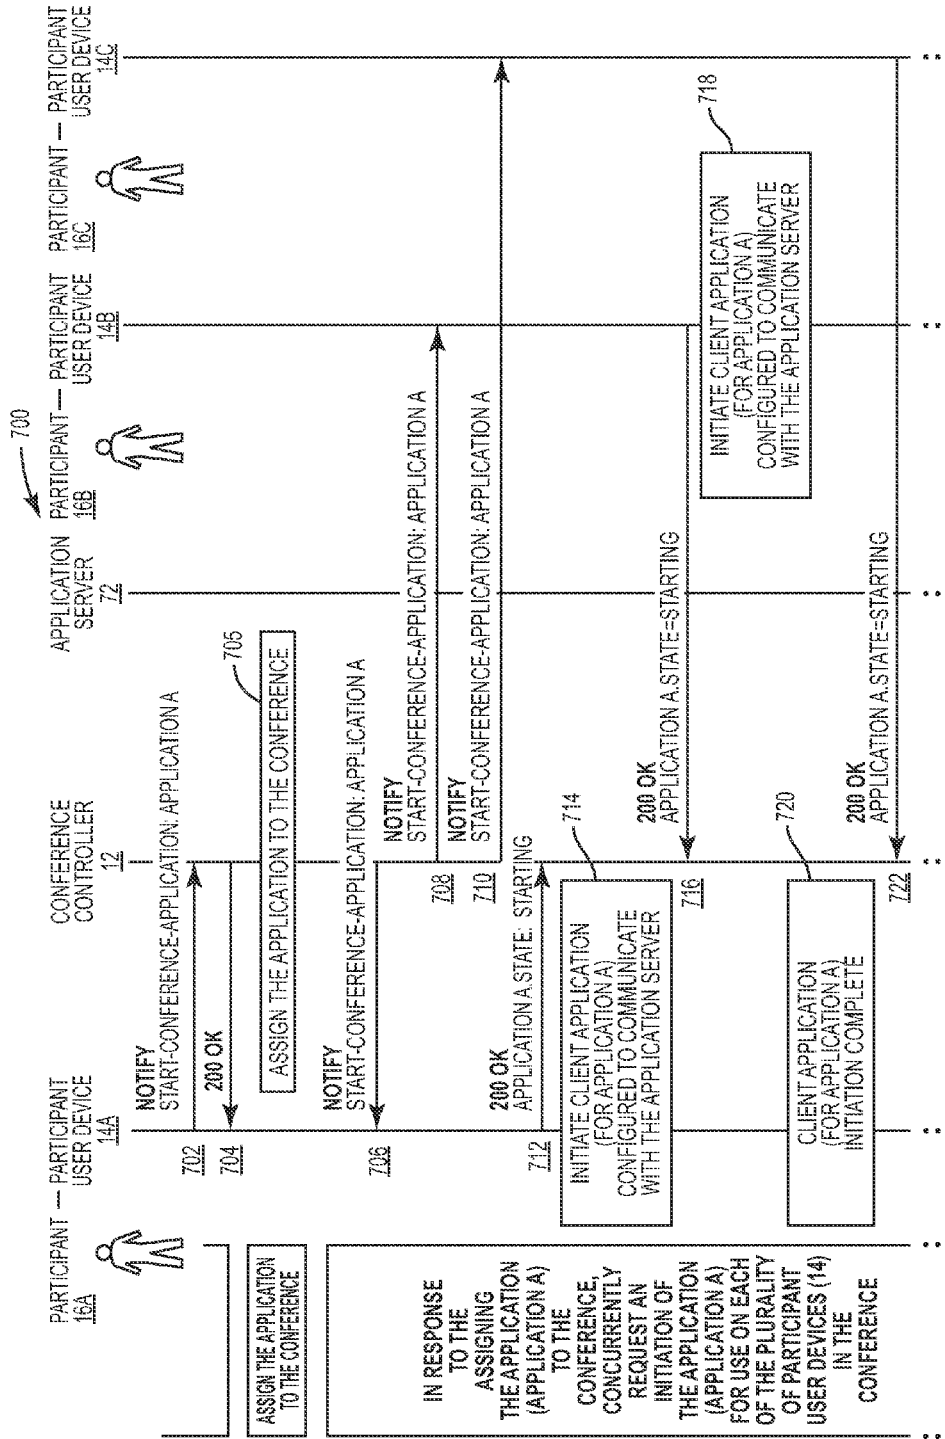 700
PARTICIPANT — PARTICIPANT
16A
USER DEVICE
14A
CONFERENCE
CONTROLLER
12
APPLICATION
SERVER
72
PARTICIPANT — PARTICIPANT
16B
USER DEVICE
14B
PARTICIPANT — PARTICIPANT
16C
USER DEVICE
14C
NOTIFY
START-CONFERENCE-APPLICATION: APPLICATION A
702
200 OK
704
ASSIGN THE APPLICATION
TO THE CONFERENCE
ASSIGN THE APPLICATION TO THE CONFERENCE
705
NOTIFY
START-CONFERENCE-APPLICATION: APPLICATION A
706
NOTIFY
START-CONFERENCE-APPLICATION: APPLICATION A
708
NOTIFY
START-CONFERENCE-APPLICATION: APPLICATION A
710
IN RESPONSE
TO THE
ASSIGNING
THE APPLICATION
(APPLICATION A)
TO THE
CONFERENCE,
CONCURRENTLY
REQUEST AN
INITIATION OF
THE APPLICATION
(APPLICATION A)
FOR USE ON EACH
OF THE PLURALITY
OF PARTICIPANT
USER DEVICES (14)
IN THE
CONFERENCE
200 OK
APPLICATION A.STATE: STARTING
712
INITIATE CLIENT APPLICATION
(FOR APPLICATION A)
CONFIGURED TO COMMUNICATE
WITH THE APPLICATION SERVER
714
200 OK
APPLICATION A.STATE=STARTING
716
INITIATE CLIENT APPLICATION
(FOR APPLICATION A)
CONFIGURED TO COMMUNICATE
WITH THE APPLICATION SERVER
718
CLIENT APPLICATION
(FOR APPLICATION A)
INITIATION COMPLETE
720
200 OK
APPLICATION A.STATE=STARTING
722